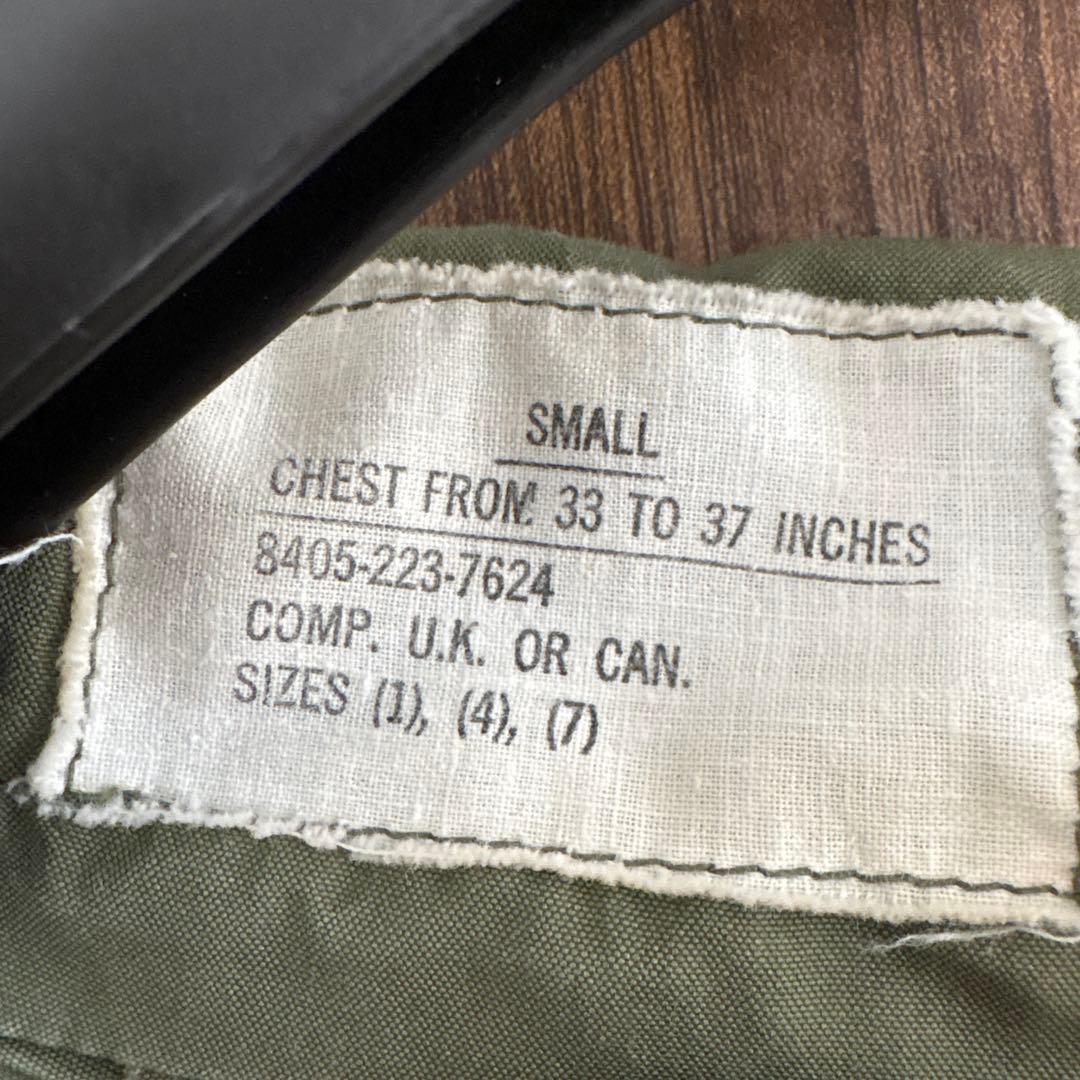 SMALL
CHEST FROM 33 TO 37 INCHES
8405-223-7624
COMP. U.K. OR CAN.
SIZES (1), (4), (7)